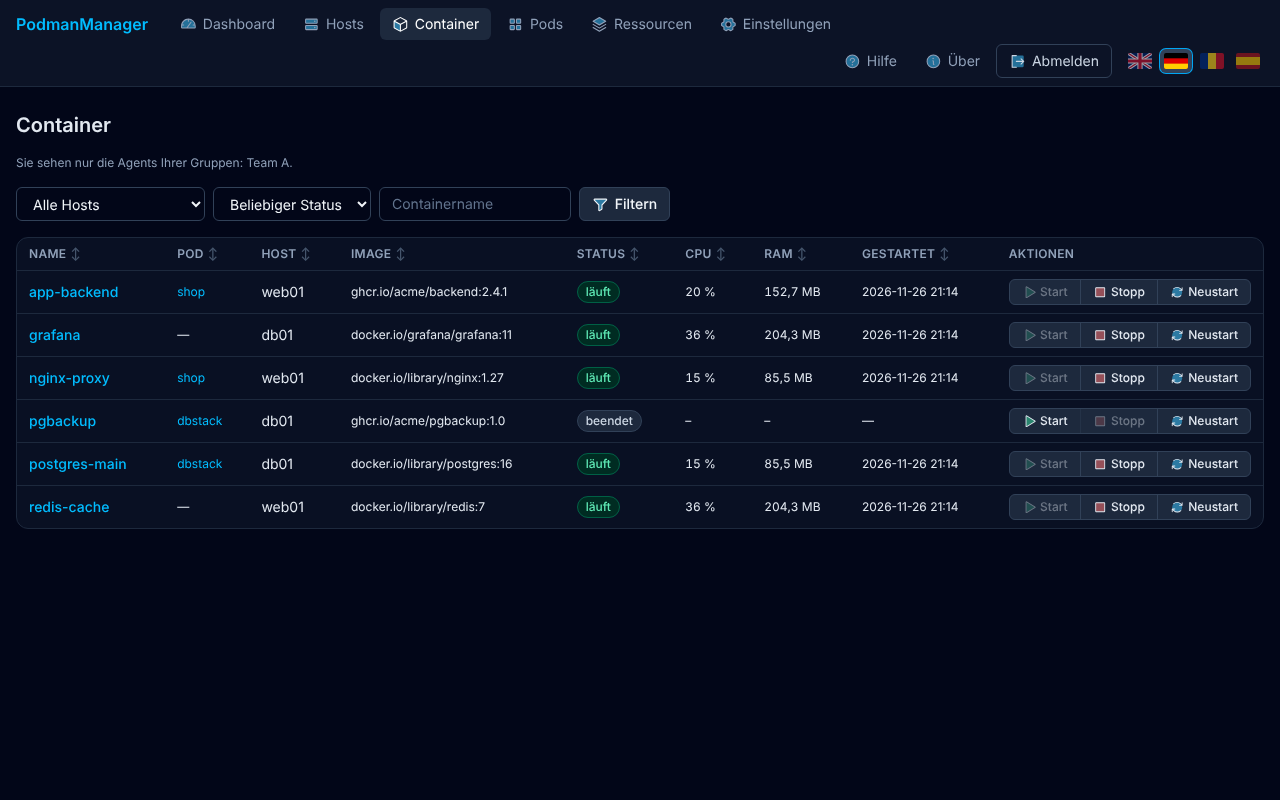 PodmanManager Dashboard Hosts Container Pods Ressourcen Einstellungen
Hilfe Über Abmelden
Container
Sie sehen nur die Agents Ihrer Gruppen: Team A.
Alle Hosts Beliebiger Status Containername Filtern
NAME POD HOST IMAGE STATUS CPU RAM GESTARTET AKTIONEN
app-backend shop web01 ghcr.io/acme/backend:2.4.1 läuft 20 % 152,7 MB 2026-11-26 21:14 Start Stopp Neustart
grafana — db01 docker.io/grafana/grafana:11 läuft 36 % 204,3 MB 2026-11-26 21:14 Start Stopp Neustart
nginx-proxy shop web01 docker.io/library/nginx:1.27 läuft 15 % 85,5 MB 2026-11-26 21:14 Start Stopp Neustart
pgbackup dbstack db01 ghcr.io/acme/pgbackup:1.0 beendet – – — Start Stopp Neustart
postgres-main dbstack db01 docker.io/library/postgres:16 läuft 15 % 85,5 MB 2026-11-26 21:14 Start Stopp Neustart
redis-cache — web01 docker.io/library/redis:7 läuft 36 % 204,3 MB 2026-11-26 21:14 Start Stopp Neustart